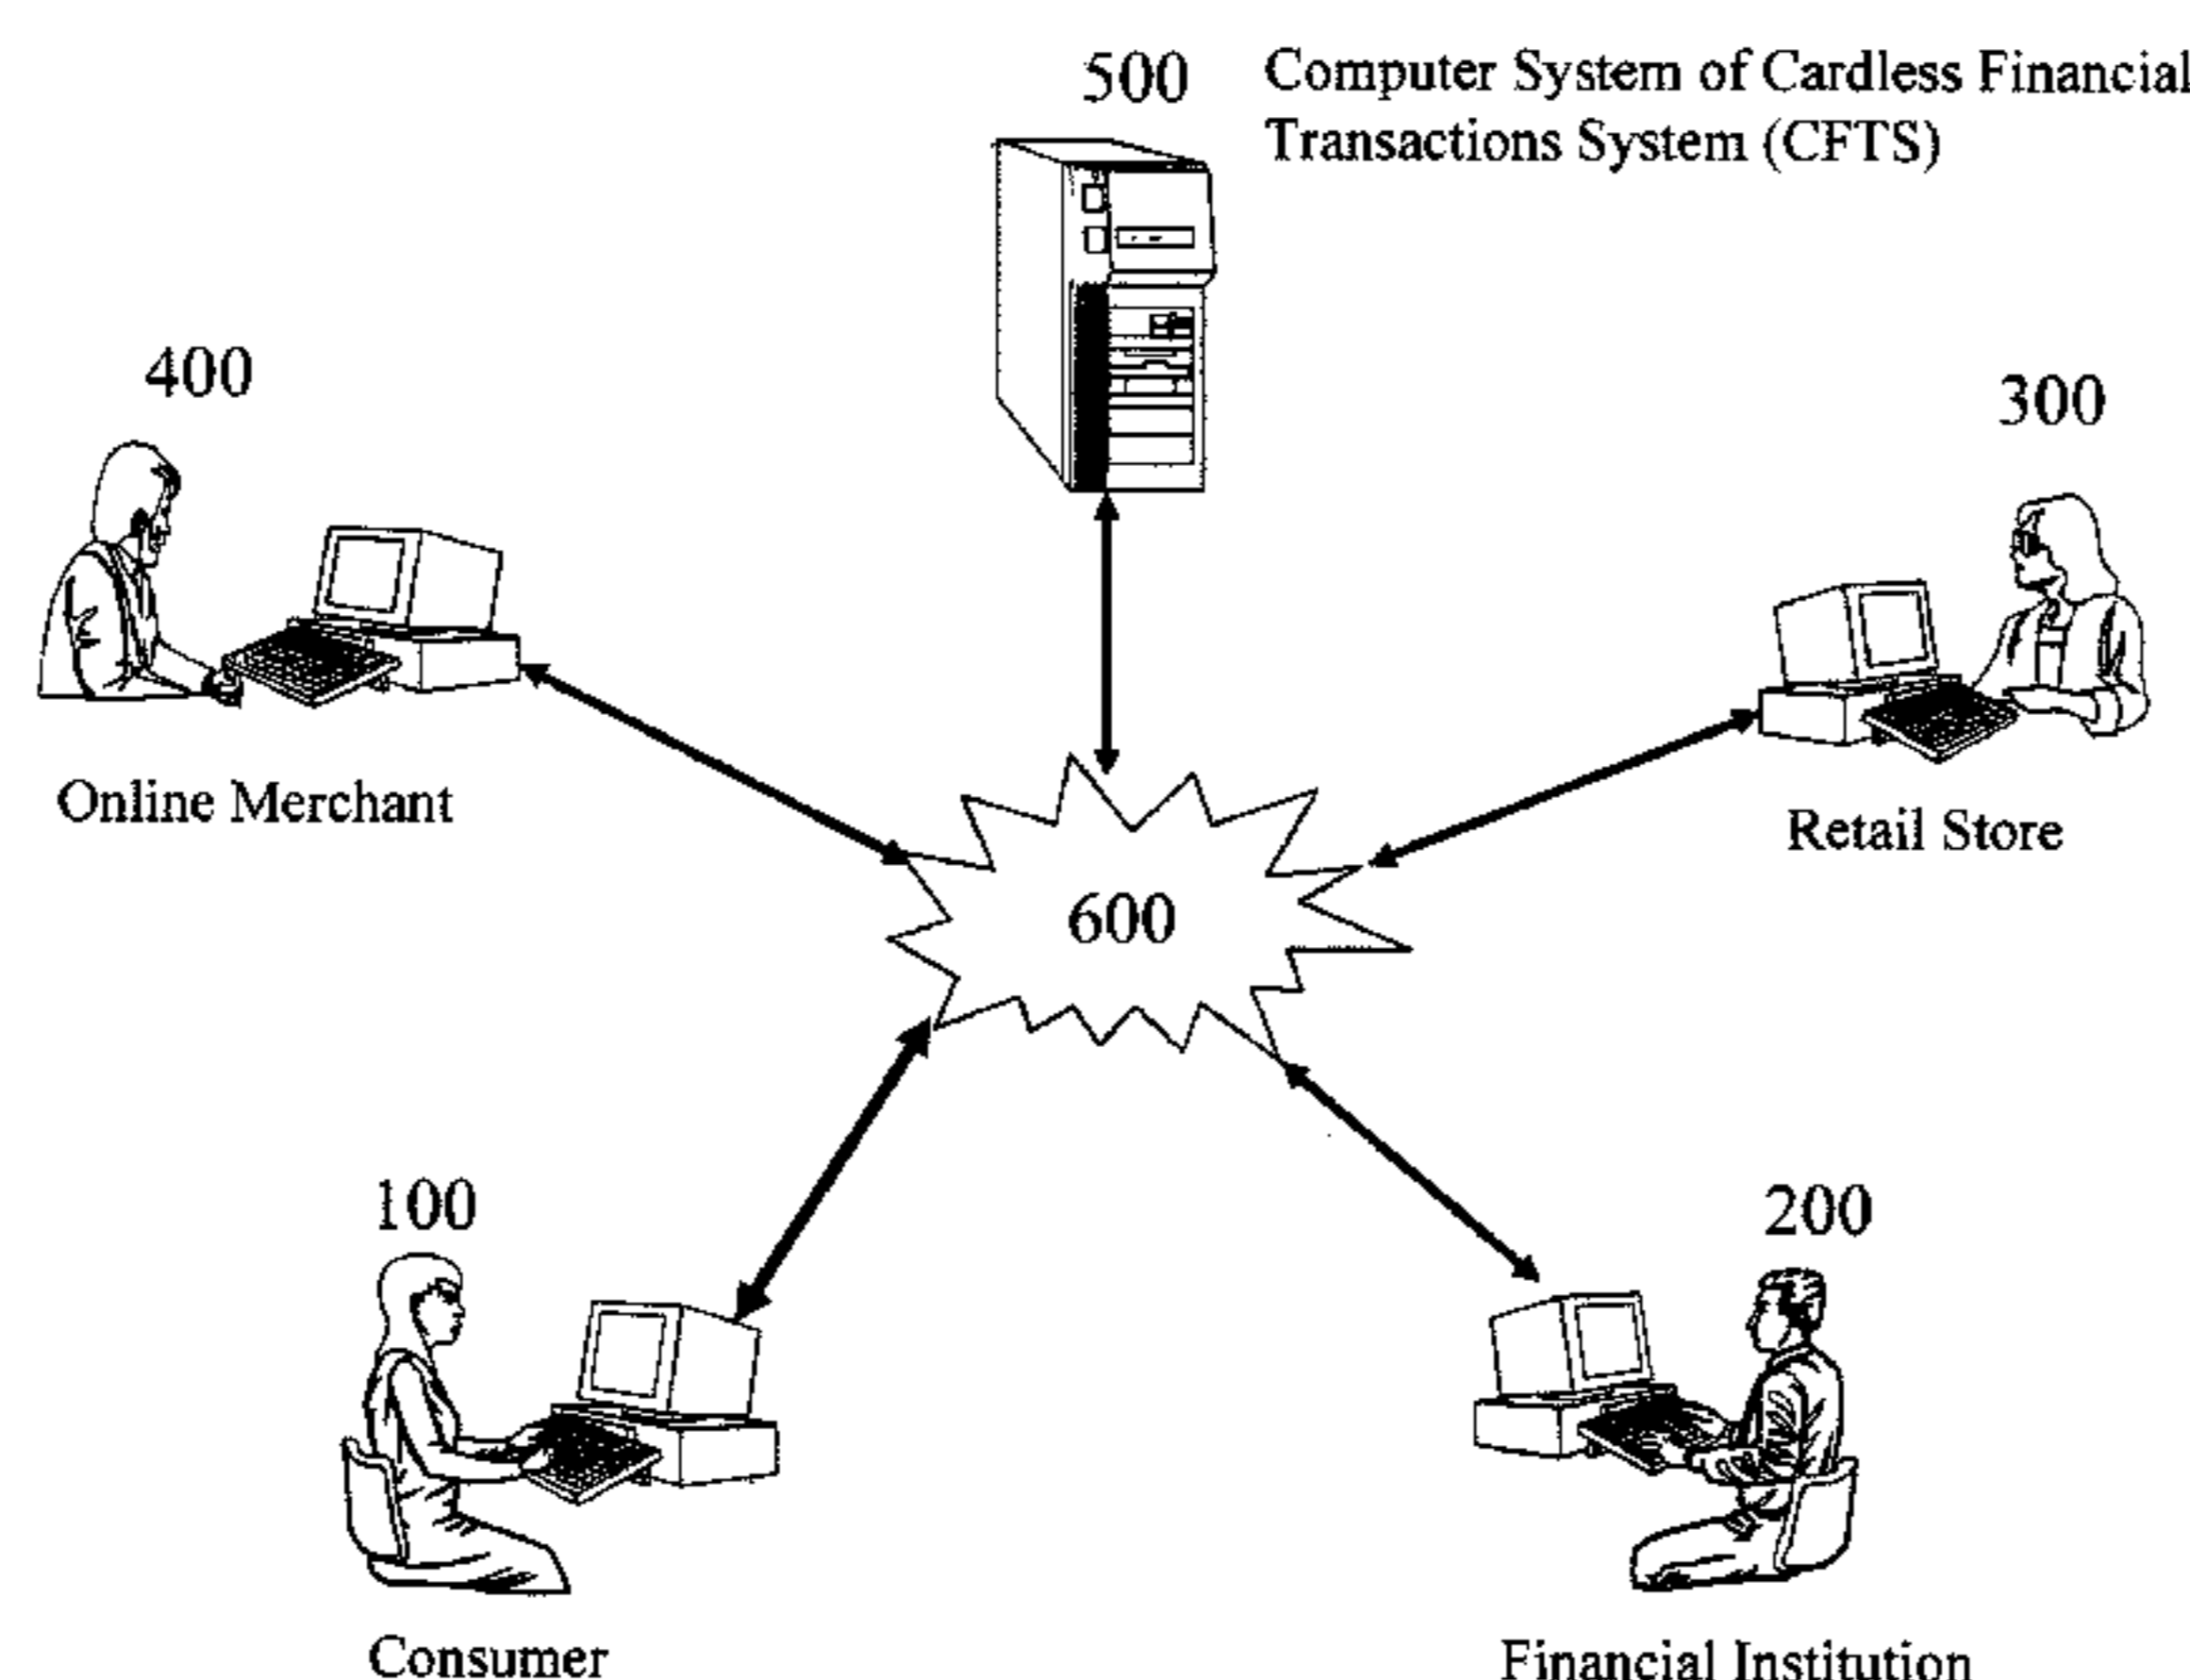 500
Computer System of Cardless Financial
Transactions System (CFTS)
400
300
Online Merchant
Retail Store
600
100
200
Consumer
Financial Institution